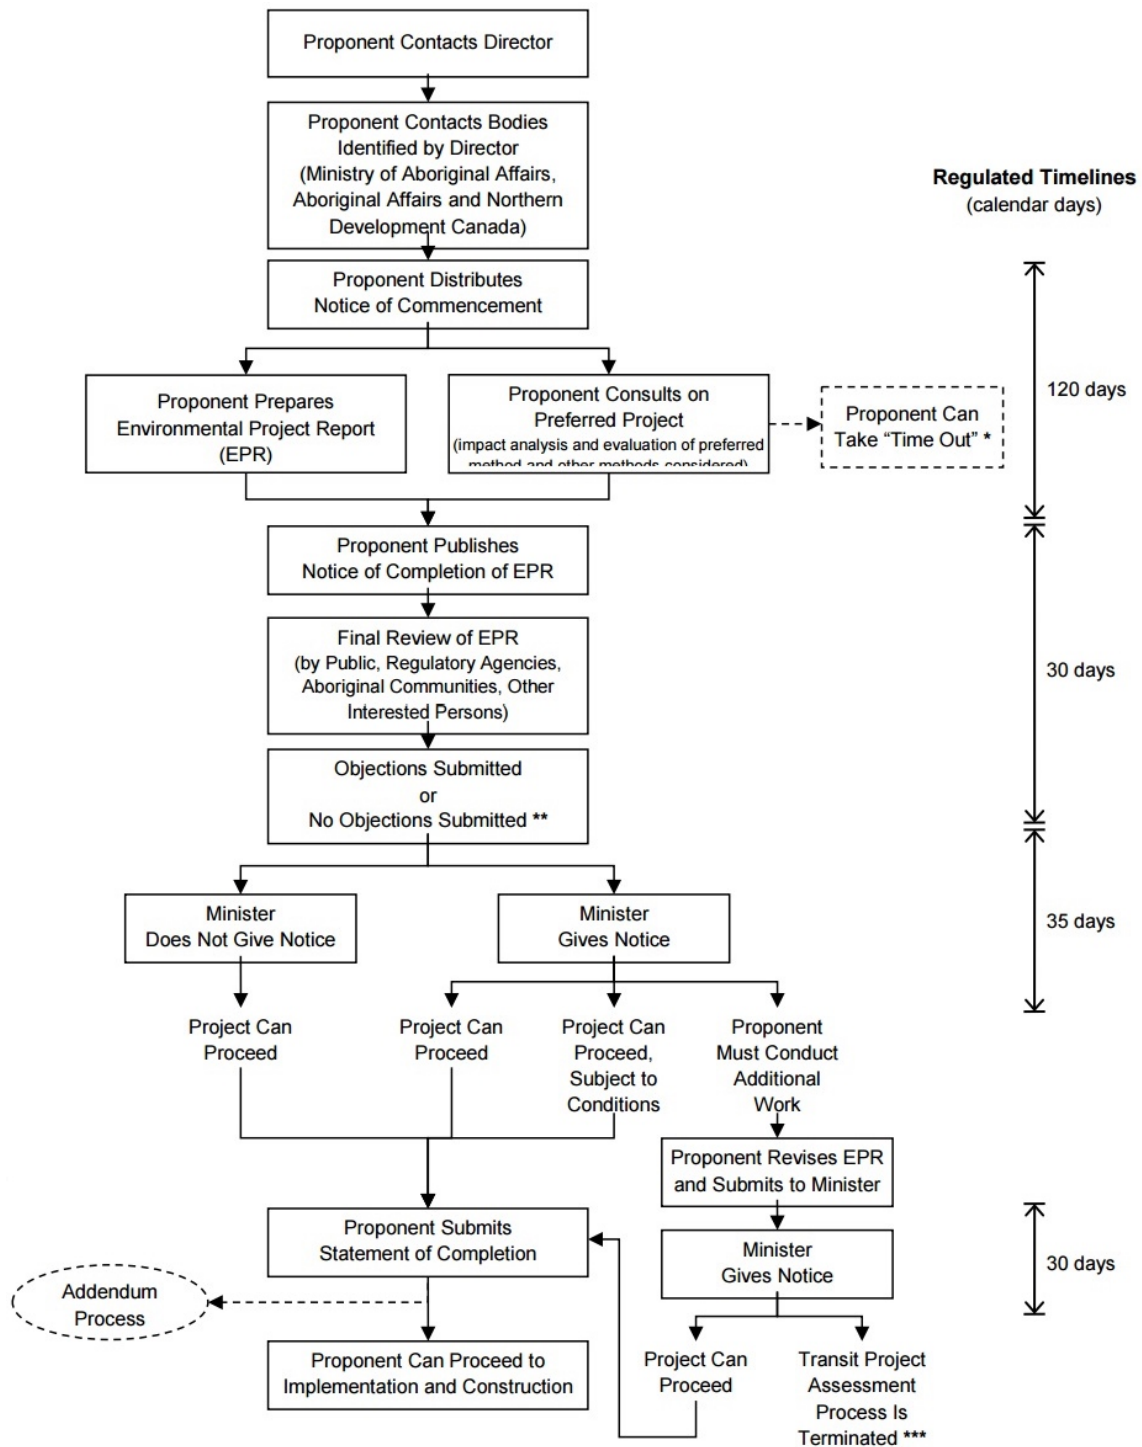 Proponent Contacts Director
Proponent Contacts Bodies
Identified by Director
(Ministry of Aboriginal Affairs,
Aboriginal Affairs and Northern
Development Canada)
Regulated Timelines
(calendar days)
Proponent Distributes
Notice of Commencement
120 days
Proponent Prepares
Environmental Project Report
(EPR)
Proponent Consults on
Preferred Project
(impact analysis and evaluation of preferred
method and other methods considered)
Proponent Can
Take “Time Out” *
Proponent Publishes
Notice of Completion of EPR
Final Review of EPR
(by Public, Regulatory Agencies,
Aboriginal Communities, Other
Interested Persons)
30 days
Objections Submitted
or
No Objections Submitted **
Minister
Does Not Give Notice
Minister
Gives Notice
35 days
Project Can
Proceed
Project Can
Proceed
Project Can
Proceed,
Subject to
Conditions
Proponent
Must Conduct
Additional
Work
Proponent Revises EPR
and Submits to Minister
Proponent Submits
Statement of Completion
Minister
Gives Notice
30 days
Addendum
Process
Proponent Can Proceed to
Implementation and Construction
Project Can
Proceed
Transit Project
Assessment
Process Is
Terminated ***